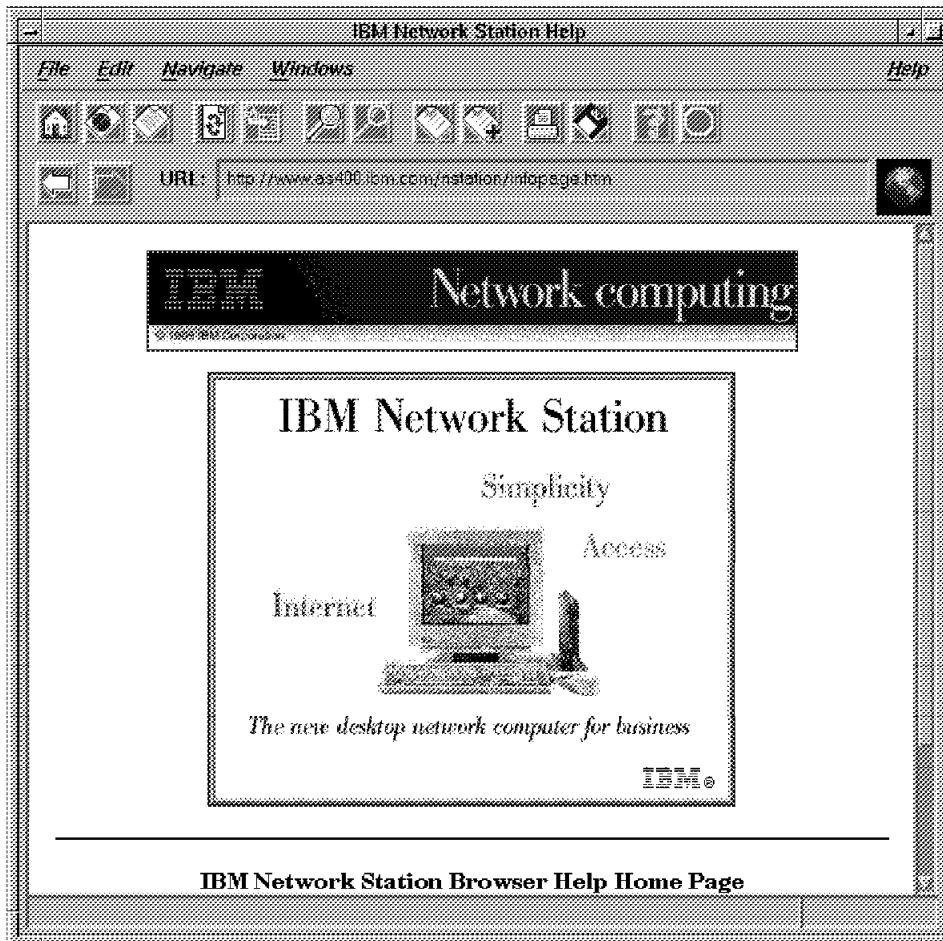 IBM Network Station Help
File Edit Navigate Windows Help
URL: http://www.as400.ibm.com/nstation/infopage.htm
IBM Network computing
IBM Corporation
IBM Network Station
Simplicity
Access
Internet
The new desktop network computer for business
IBM®
IBM Network Station Browser Help Home Page